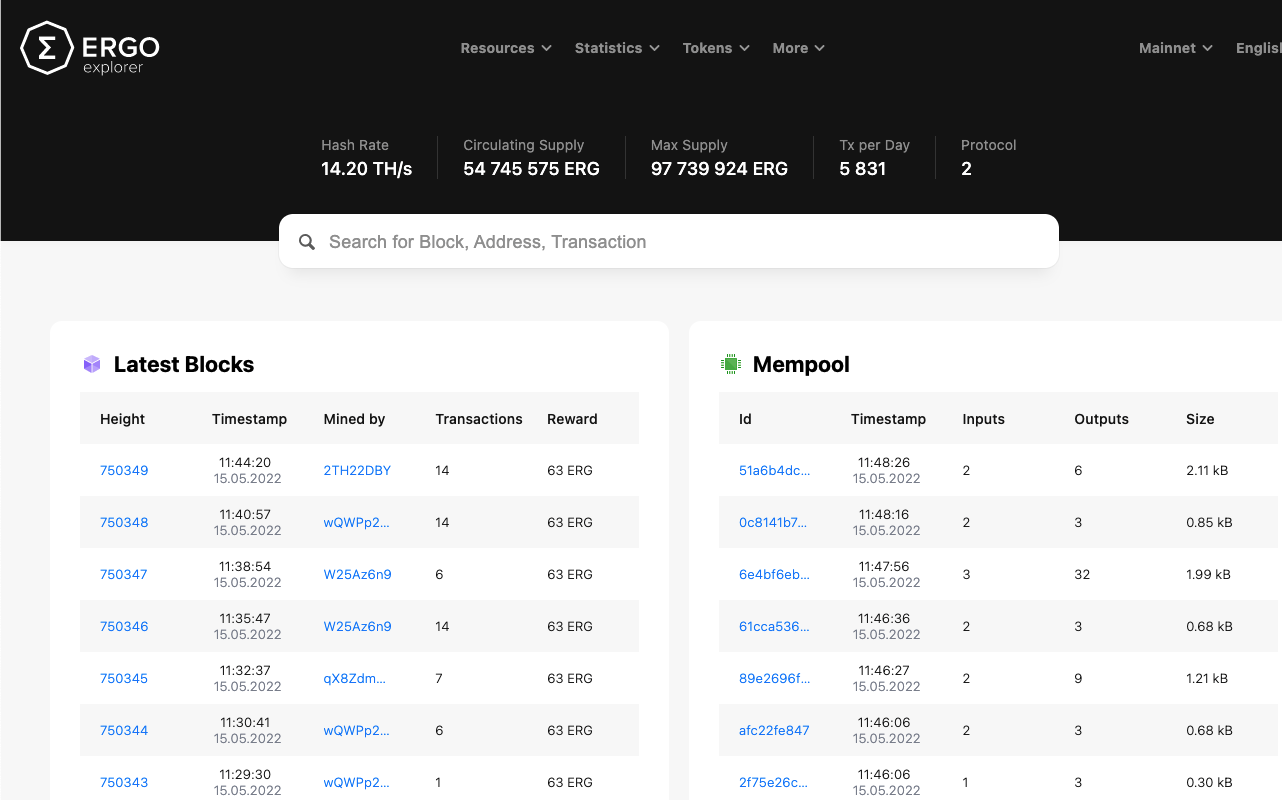 Σ ERGO
explorer
Resources Statistics Tokens More Mainnet English
Hash Rate Circulating Supply Max Supply Tx per Day Protocol
14.20 TH/s 54 745 575 ERG 97 739 924 ERG 5 831 2
Search for Block, Address, Transaction
Latest Blocks
Height Timestamp Mined by Transactions Reward
750349 11:44:20 15.05.2022 2TH22DBY 14 63 ERG
750348 11:40:57 15.05.2022 wQWPp2... 14 63 ERG
750347 11:38:54 15.05.2022 W25Az6n9 6 63 ERG
750346 11:35:47 15.05.2022 W25Az6n9 14 63 ERG
750345 11:32:37 15.05.2022 qX8Zdm... 7 63 ERG
750344 11:30:41 15.05.2022 wQWPp2... 6 63 ERG
750343 11:29:30 15.05.2022 wQWPp2... 1 63 ERG
Mempool
Id Timestamp Inputs Outputs Size
51a6b4dc... 11:48:26 15.05.2022 2 6 2.11 kB
0c8141b7... 11:48:16 15.05.2022 2 3 0.85 kB
6e4bf6eb... 11:47:56 15.05.2022 3 32 1.99 kB
61cca536... 11:46:36 15.05.2022 2 3 0.68 kB
89e2696f... 11:46:27 15.05.2022 2 9 1.21 kB
afc22fe847 11:46:06 15.05.2022 2 3 0.68 kB
2f75e26c... 11:46:06 15.05.2022 1 3 0.30 kB